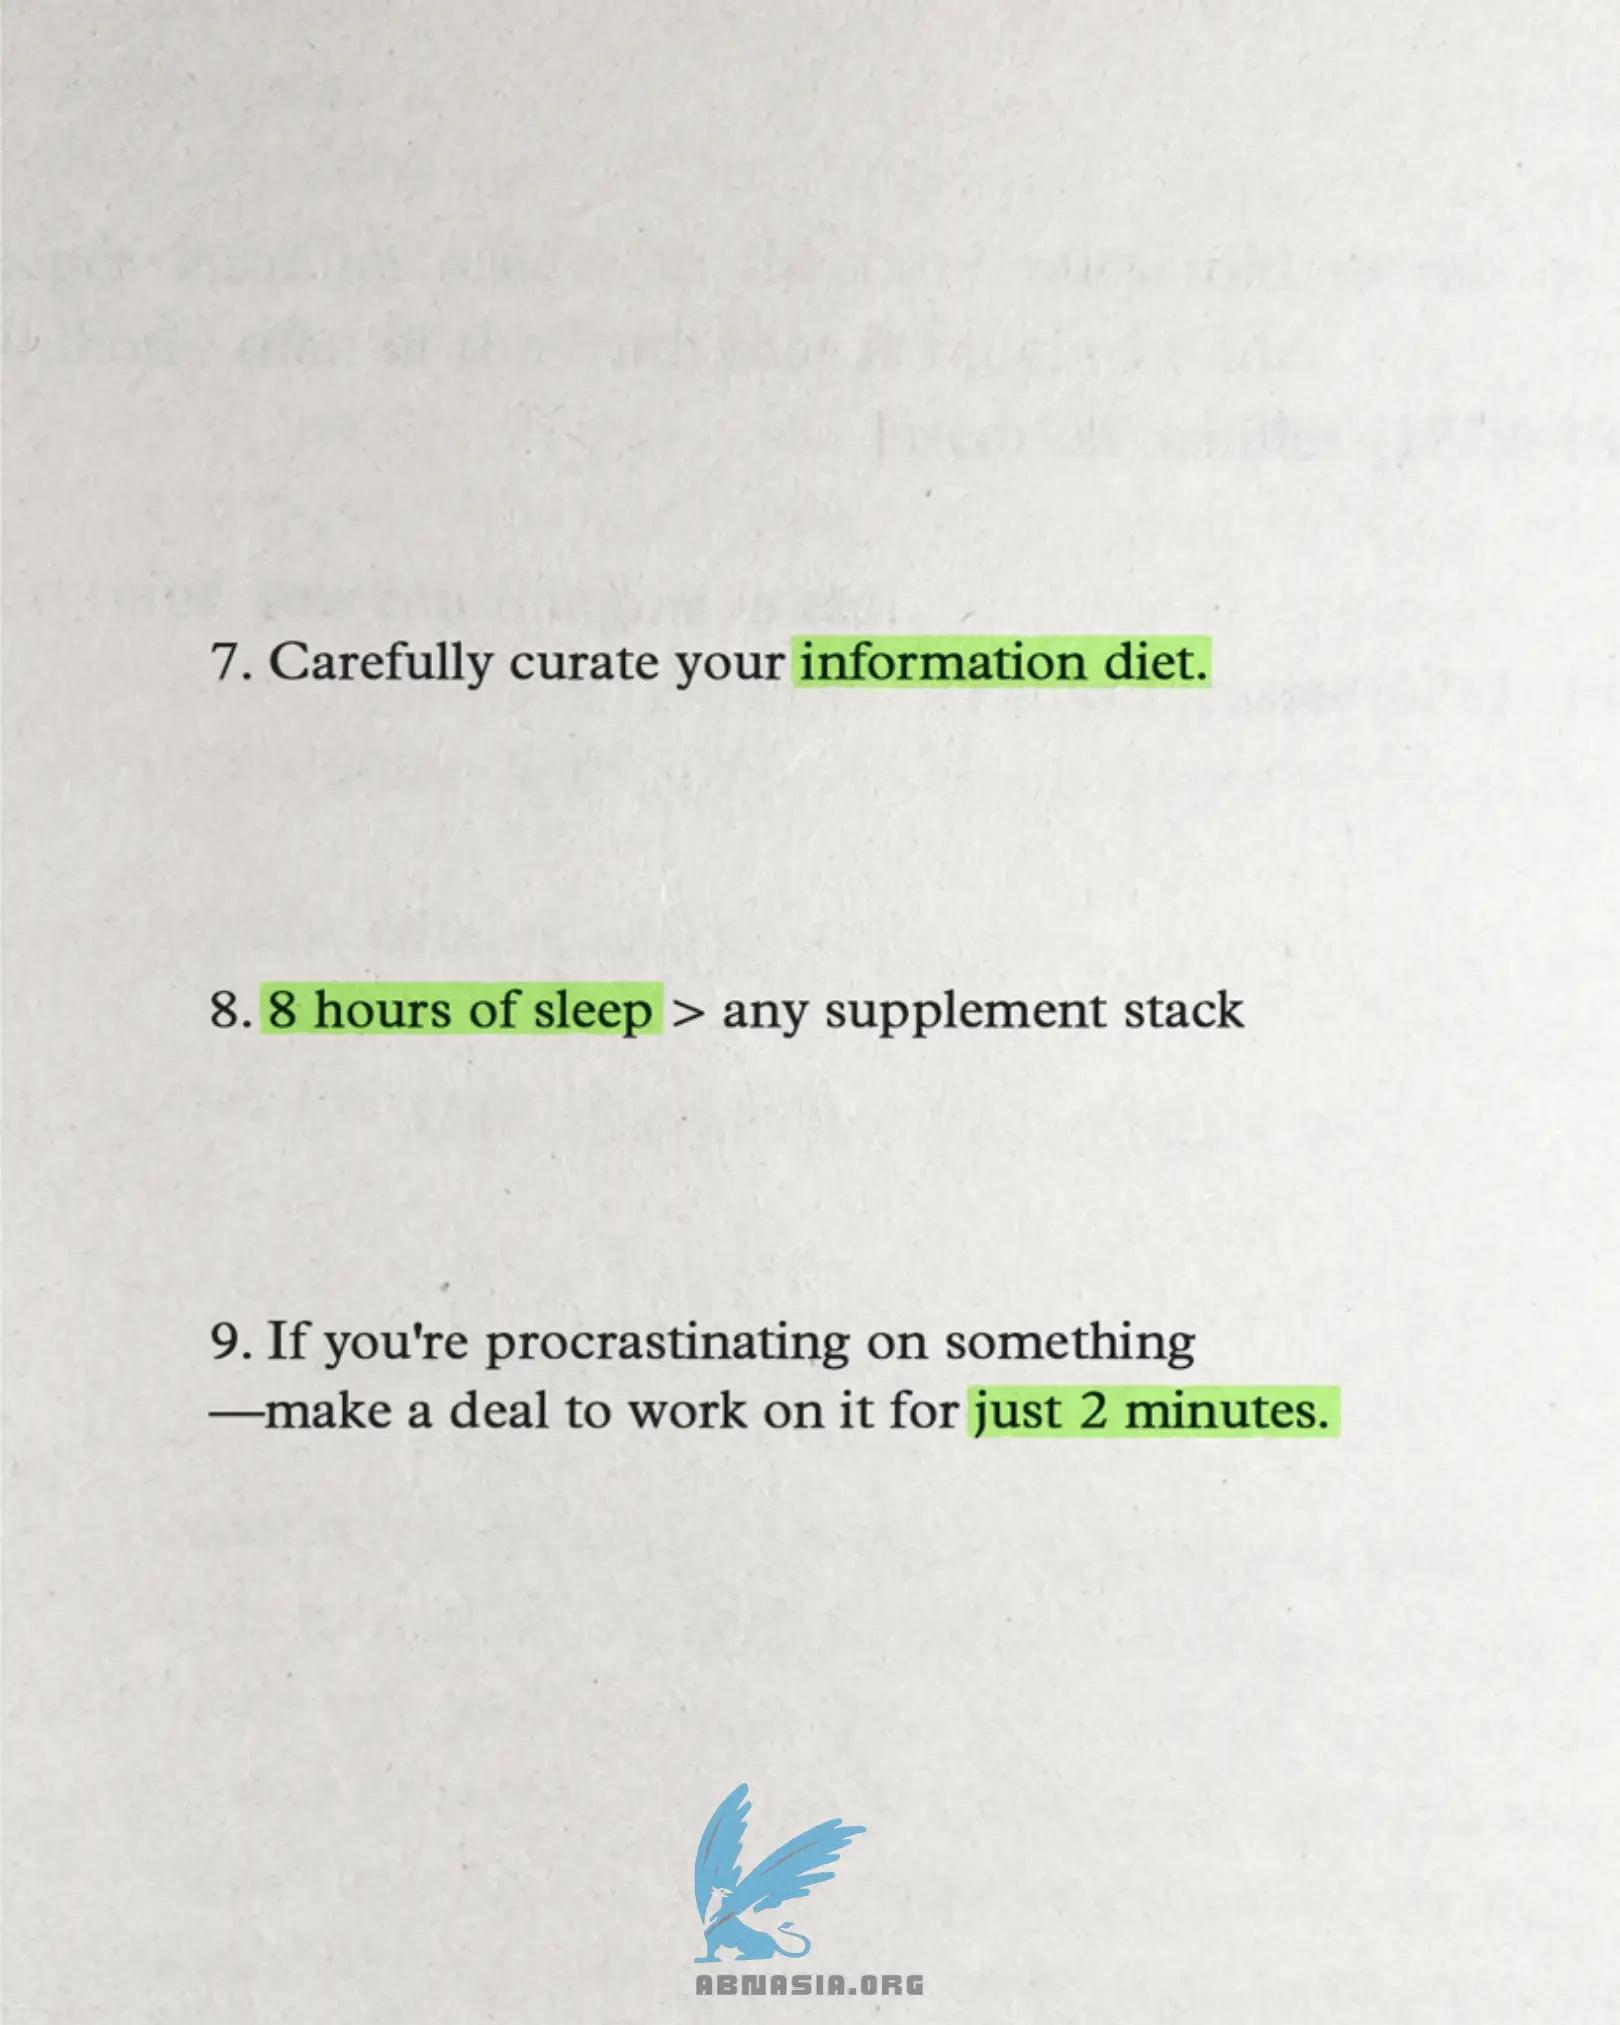 7. Carefully curate your information diet.
8. 8 hours of sleep > any supplement stack
9. If you're procrastinating on something
—make a deal to work on it for just 2 minutes.
ABNASIA.ORG